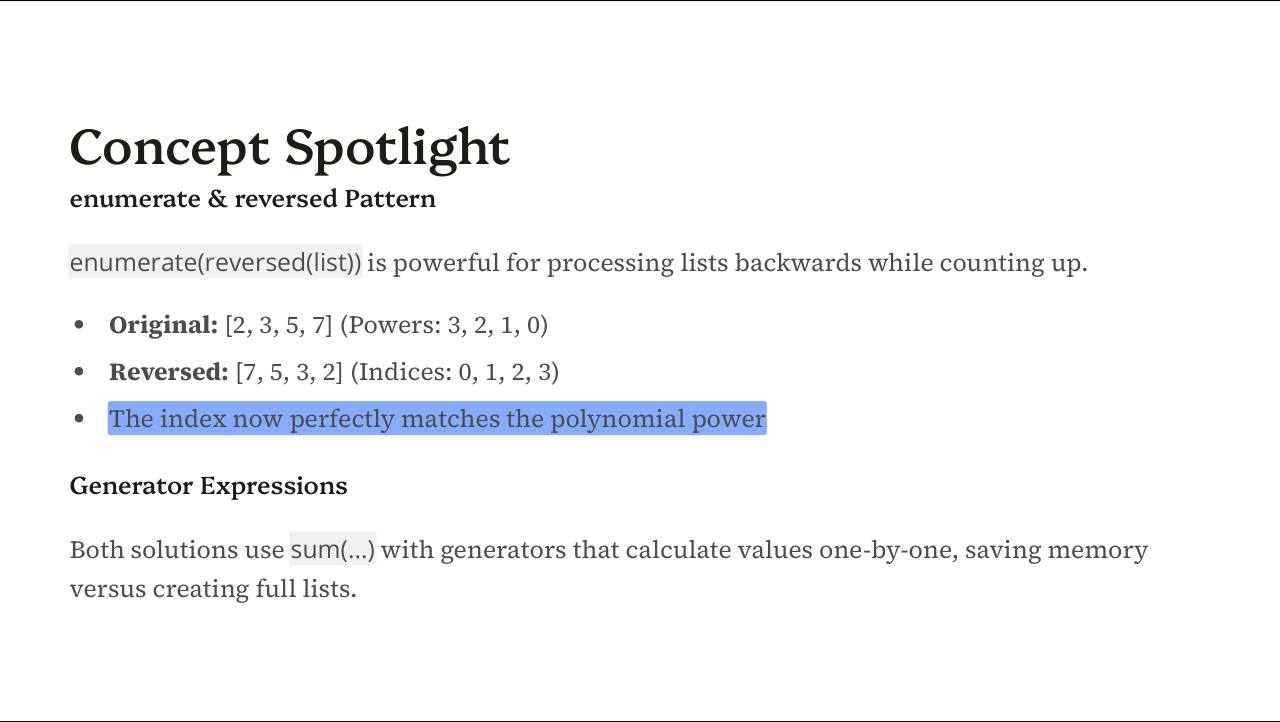 Concept Spotlight
enumerate & reversed Pattern
enumerate(reversed(list)) is powerful for processing lists backwards while counting up.
• Original: [2, 3, 5, 7] (Powers: 3, 2, 1, 0)
• Reversed: [7, 5, 3, 2] (Indices: 0, 1, 2, 3)
• The index now perfectly matches the polynomial power
Generator Expressions
Both solutions use sum(...) with generators that calculate values one-by-one, saving memory
versus creating full lists.